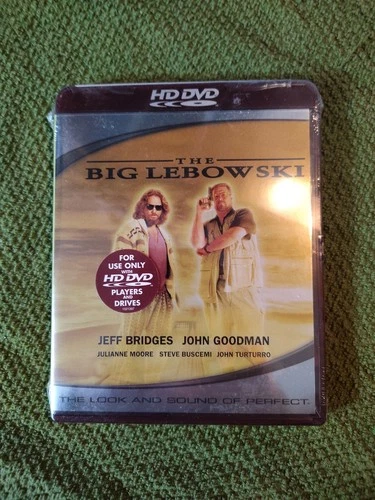 HD DVD
THE
BIG LEBOWSKI
FOR
USE ONLY
WITH
HD DVD
PLAYERS
AND
DRIVES
JEFF BRIDGES JOHN GOODMAN
JULIANNE MOORE STEVE BUSCEMI JOHN TURTURRO
THE LOOK AND SOUND OF PERFECT.